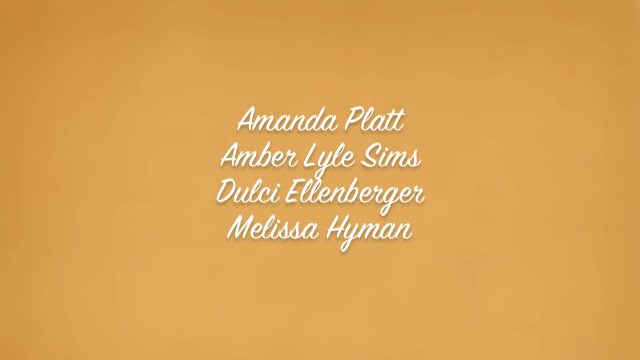 Amanda Platt
Amber Lyle Sims
Dulci Ellenberger
Melissa Hyman